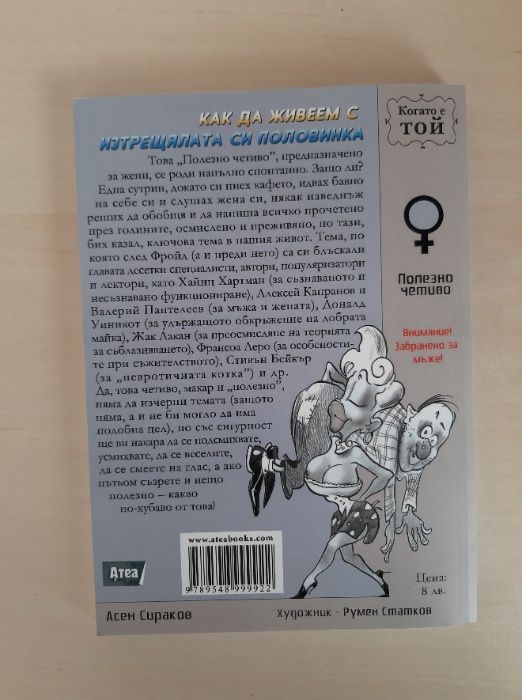 КАК ДА ЖИВЕЕМ С
ИЗТРЕЩЯЛАТА СИ ПОЛОВИНКА
Това „Полезно четиво", предназначено
за жени, се роди напълно спонтанно. Защо ли?
Една сутрин, докато си пиех кафето, идвах бавно
на себе си и слушах жена си, някак изведнъж
реших да обобщя и да напиша всичко прочетено
през годините, осмислено и преживяно, по тази,
бих казал, ключова тема в нашия живот. Тема, по
която след Фройд (а и преди него) са си блъскали
главата десетки специалисти, автори, популяризатори
и лектори, като Хайнц Хартман (за съзнаваното и
несъзнавано функциониране), Алексей Капранов и
Валерий Пантелеев (за мъжа и жената), Доналд
Уиникот (за удържащото обкръжение на добрата
майка), Жак Лакан (за преосмисляне на теорията
за съблазняването), Франсоа Леро (за особености-
те при съжителството), Стивън Бейкър
(за „невротичната котка") и др.
Да, това четиво, макар и „полезно",
няма да изчерпи темата (защото
няма, а и не би могло да има
подобна цел), но със сигурност
ще ви накара да се подсмихвате,
усмихвате, да се веселите,
да се смеете на глас, а ако
пътьом съзрете и нещо
полезно – какво
по-хубаво от това!
Когато е
ТОЙ
Полезно
четиво
Внимание!
Забранено за
мъже!
www.ateabooks.com
9 789548 999922
Атеа
Цена:
8 лв.
Асен Сираков
Художник - Румен Статков